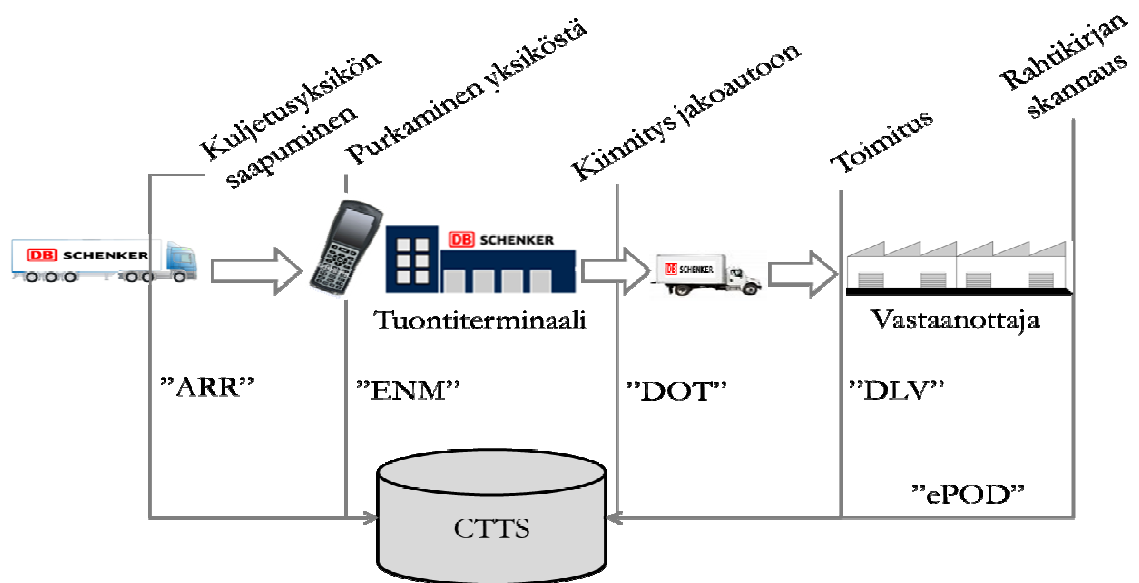 Kuljetusyksikön
saapuminen
Purkaminen yksiköstä
Kiinnitys jakoautoon
Toimitus
Rahtikirjan
skannaus
DB SCHENKER
DB SCHENKER
DB SCHENKER
Tuontiterminaali
Vastaanottaja
”ARR”
”ENM”
”DOT”
”DLV”
”ePOD”
CTTS